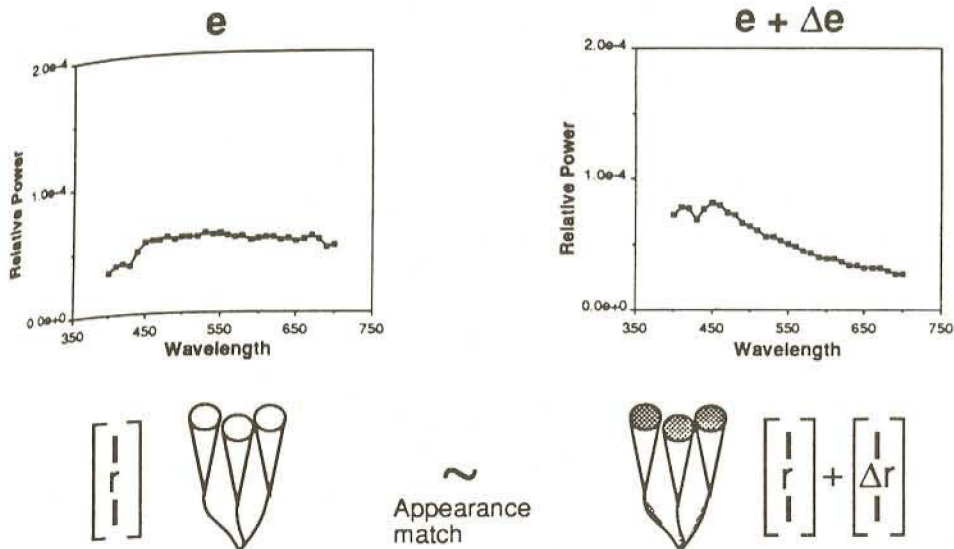 e
e + Δe
2.0e-4
1.0e-4
0.0e+0
350
450
550
650
750
Relative Power
Wavelength
2.0e-4
1.0e-4
0.0e+0
350
450
550
650
750
Relative Power
Wavelength
r
~
Appearance
match
r + Δr